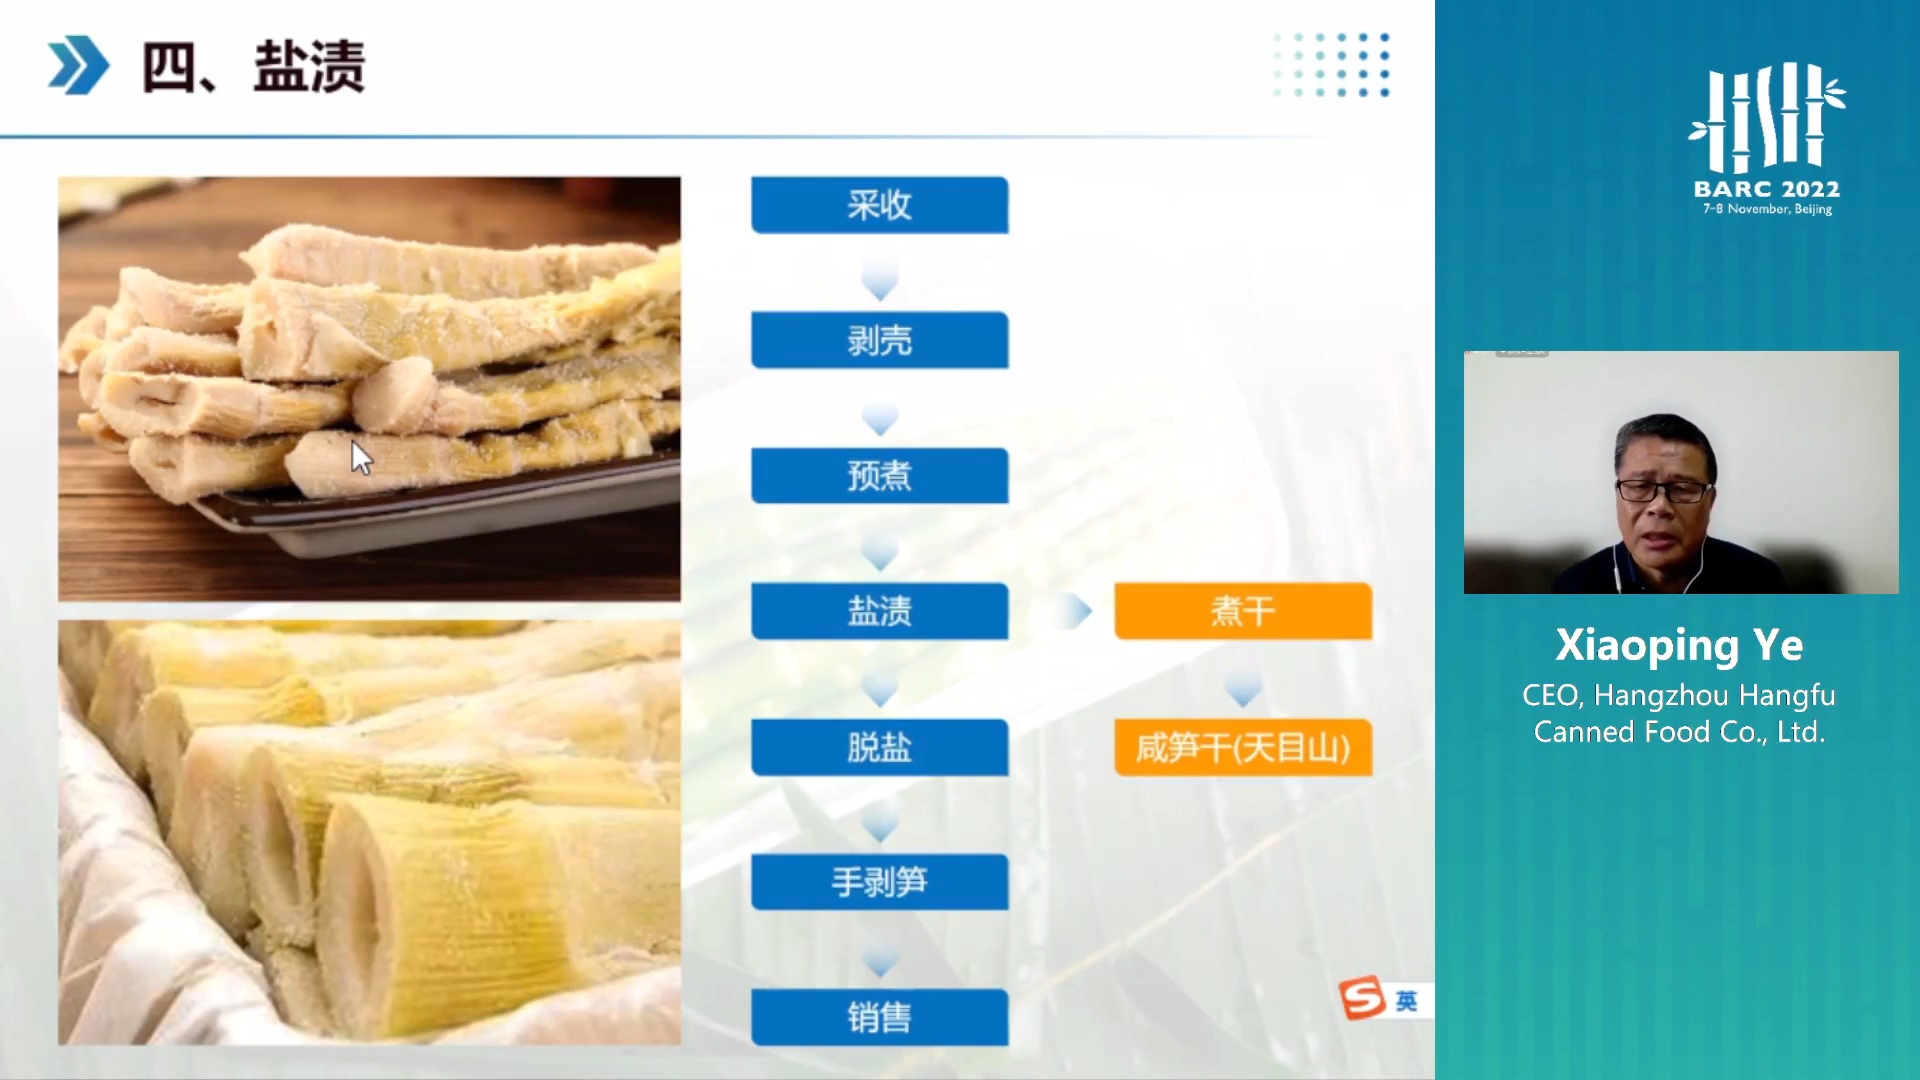 四、盐渍
采收
剥壳
预煮
盐渍
煮干
脱盐
咸笋干(天目山)
手剥笋
销售
英
BARC 2022
7-8 November, Beijing
Xiaoping Ye
CEO, Hangzhou Hangfu
Canned Food Co., Ltd.